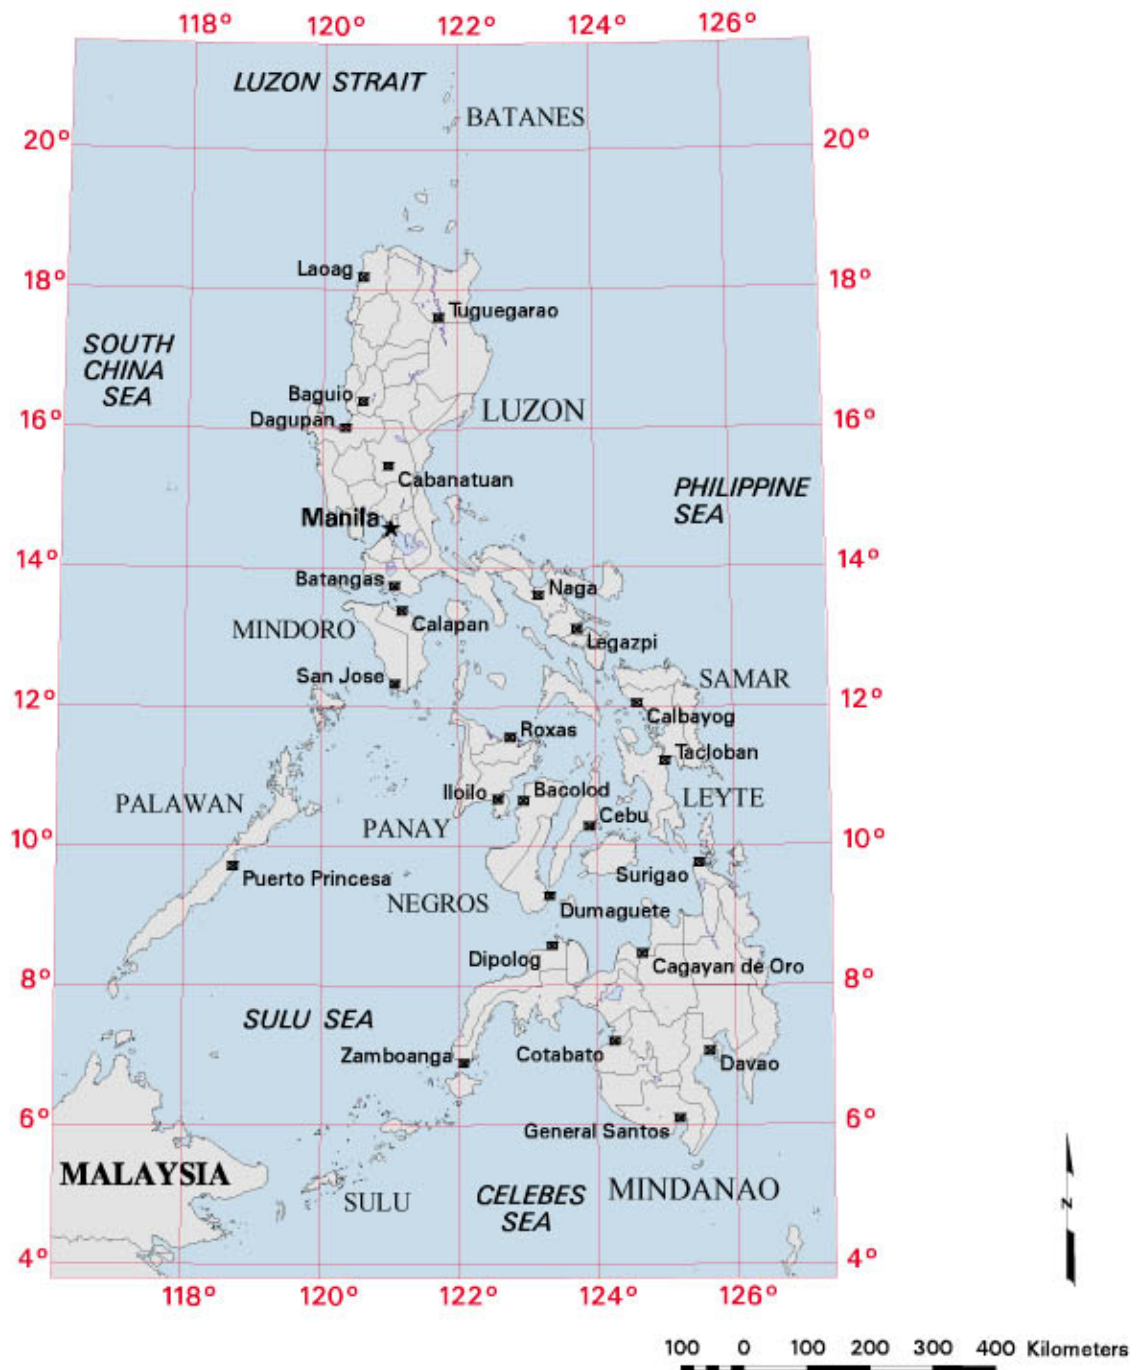 118° 120° 122° 124° 126°
LUZON STRAIT
BATANES
20° 20°
Laoag
18° 18°
Tuguegarao
SOUTH
CHINA
SEA
Baguio
LUZON
Dagupan
16° 16°
Cabanatuan
PHILIPPINE
SEA
Manila
14° 14°
Batangas
Naga
Calapan
MINDORO
Legazpi
San Jose
SAMAR
12° 12°
Calbayog
Roxas
Tacloban
Iloilo
Bacolod
LEYTE
PALAWAN
Cebu
PANAY
10° 10°
Puerto Princesa
Surigao
NEGROS
Dumaguete
Dipolog
Cagayan de Oro
8° 8°
SULU SEA
Zamboanga
Cotabato
Davao
6° 6°
General Santos
MALAYSIA
SULU
CELEBES
SEA
MINDANAO
N
4° 4°
118° 120° 122° 124° 126°
100 0 100 200 300 400 Kilometers